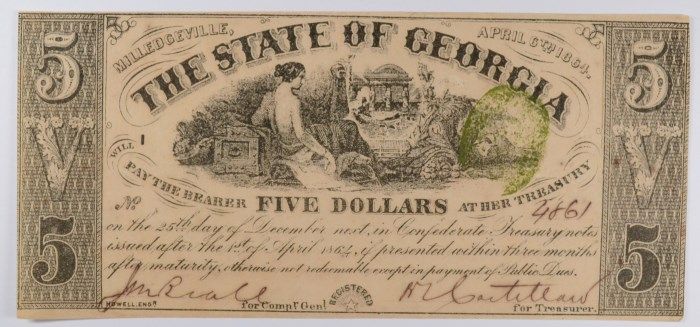 MILLEDGEVILLE, APRIL 6TH 1864.
THE STATE OF GEORGIA
5 5
V V
5 5
WILL
PAY THE BEARER FIVE DOLLARS AT HER TREASURY
No. 4861
on the 25th day of December next, in Confederate Treasury notes
issued after the 1st of April 1864, if presented within three months
after maturity, otherwise not redeemable except in payment of Public Dues.
HOWELL. ENGR. for Compt. Genl. REGISTERED for Treasurer.